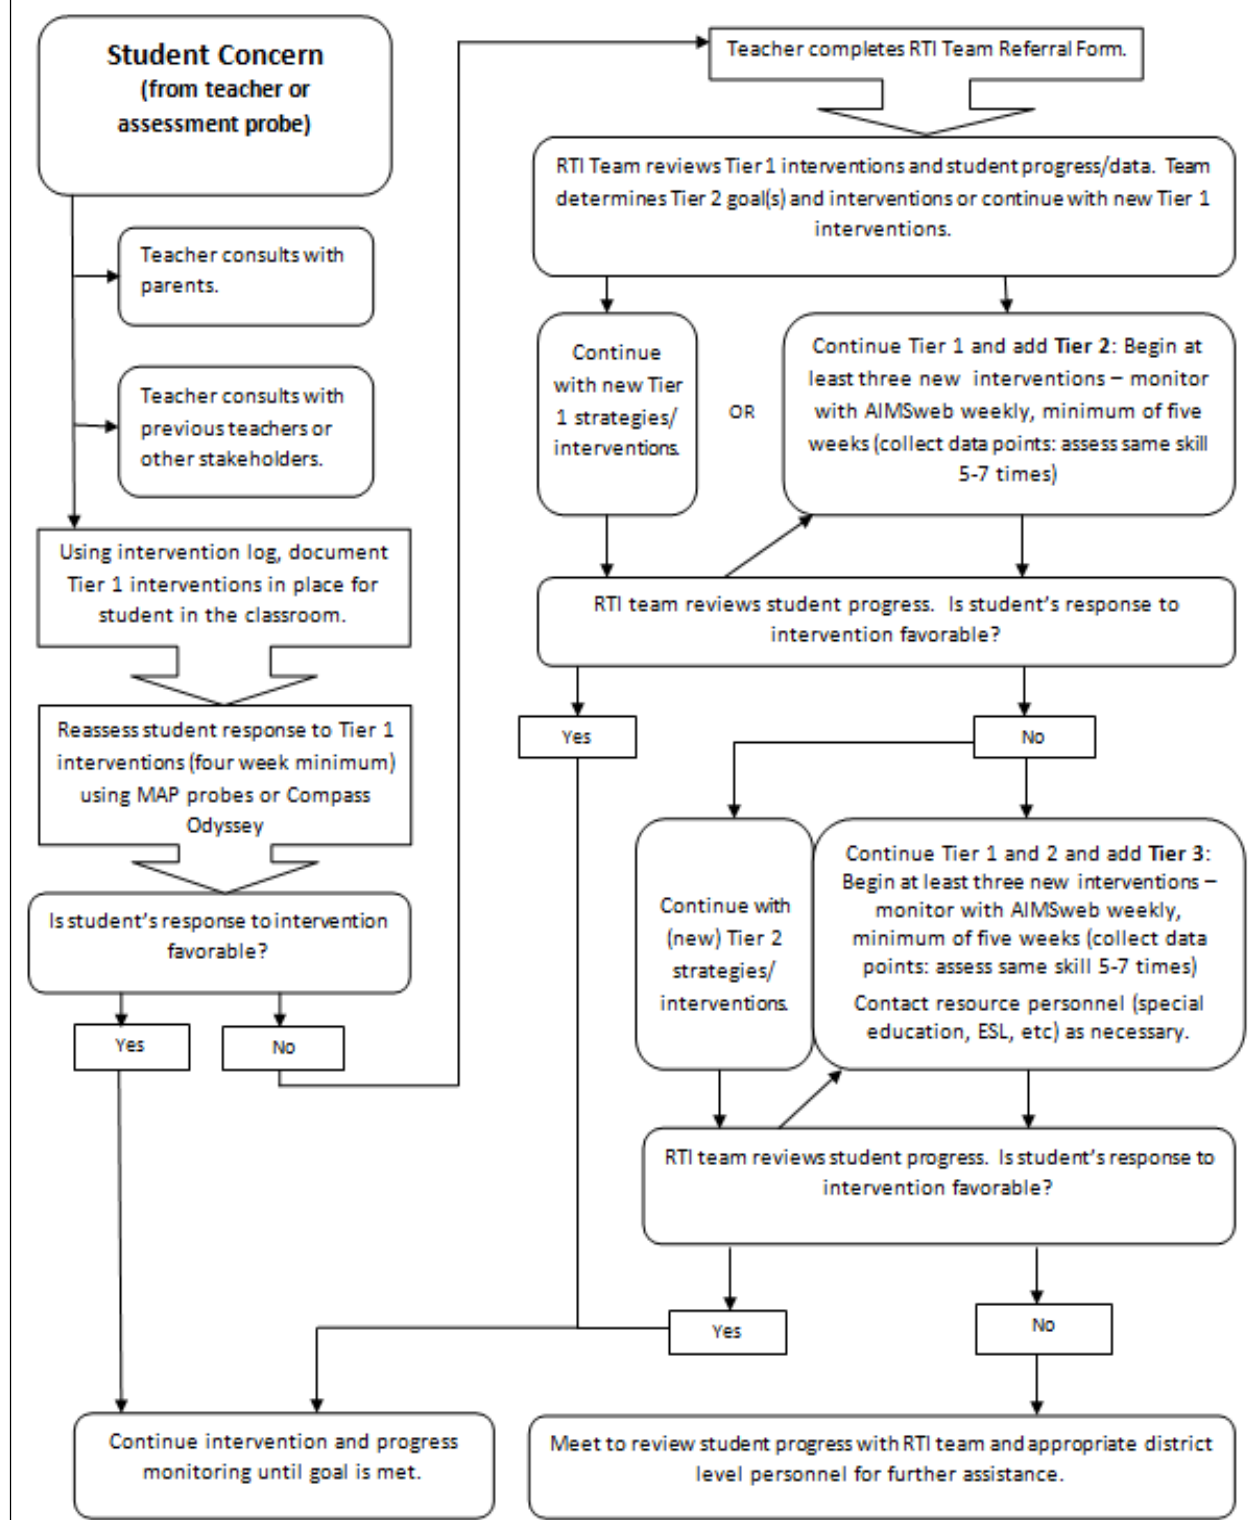 Student Concern
(from teacher or
assessment probe)
Teacher consults with
parents.
Teacher consults with
previous teachers or
other stakeholders.
Using intervention log, document
Tier 1 interventions in place for
student in the classroom.
Reassess student response to Tier 1
interventions (four week minimum)
using MAP probes or Compass
Odyssey
Is student's response to intervention
favorable?
Yes
No
Teacher completes RTI Team Referral Form.
RTI Team reviews Tier 1 interventions and student progress/data. Team
determines Tier 2 goal(s) and interventions or continue with new Tier 1
interventions.
Continue
with new Tier
1 strategies/
interventions.
OR
Continue Tier 1 and add Tier 2: Begin at
least three new interventions – monitor
with AIMSweb weekly, minimum of five
weeks (collect data points: assess same skill
5-7 times)
RTI team reviews student progress. Is student's response to
intervention favorable?
Yes
No
Continue with
(new) Tier 2
strategies/
interventions.
Continue Tier 1 and 2 and add Tier 3:
Begin at least three new interventions –
monitor with AIMSweb weekly,
minimum of five weeks (collect data
points: assess same skill 5-7 times)
Contact resource personnel (special
education, ESL, etc) as necessary.
RTI team reviews student progress. Is student's response to
intervention favorable?
Yes
No
Continue intervention and progress
monitoring until goal is met.
Meet to review student progress with RTI team and appropriate district
level personnel for further assistance.